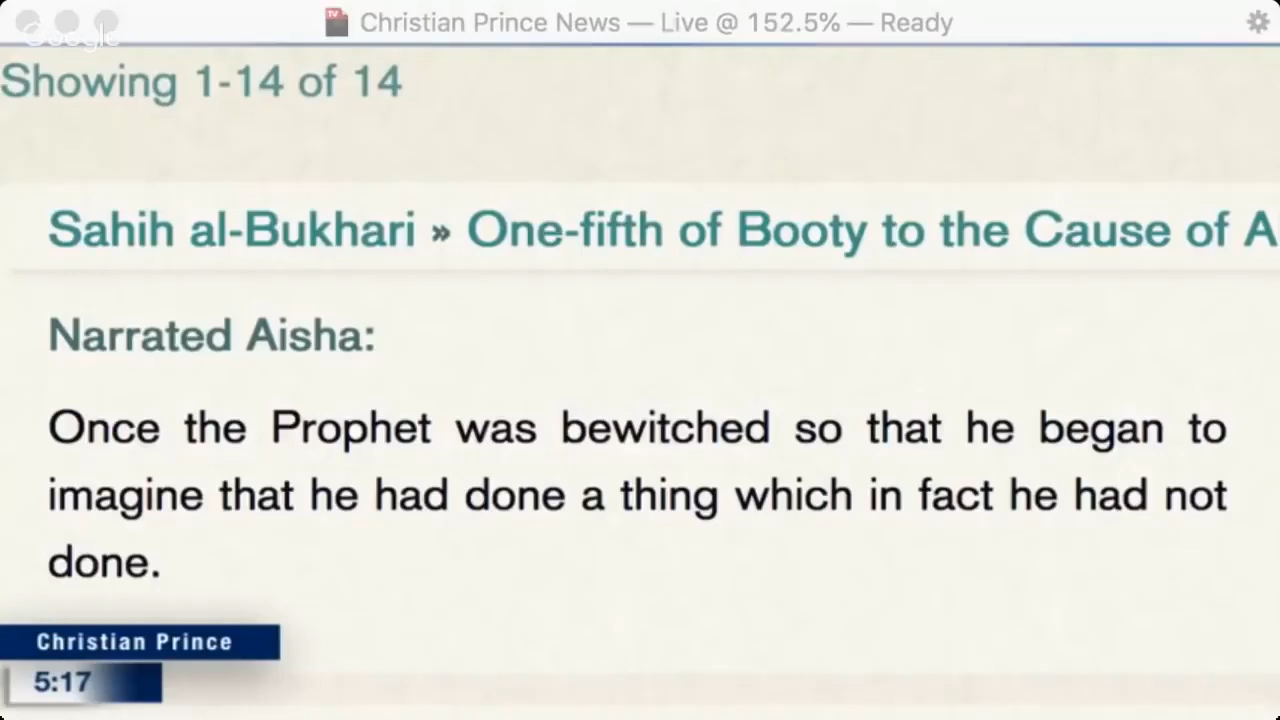 Google
Christian Prince News — Live @ 152.5% — Ready
Showing 1-14 of 14
Sahih al-Bukhari » One-fifth of Booty to the Cause of
Narrated Aisha:
Once the Prophet was bewitched so that he began to
imagine that he had done a thing which in fact he had not
done.
Christian Prince
5:17